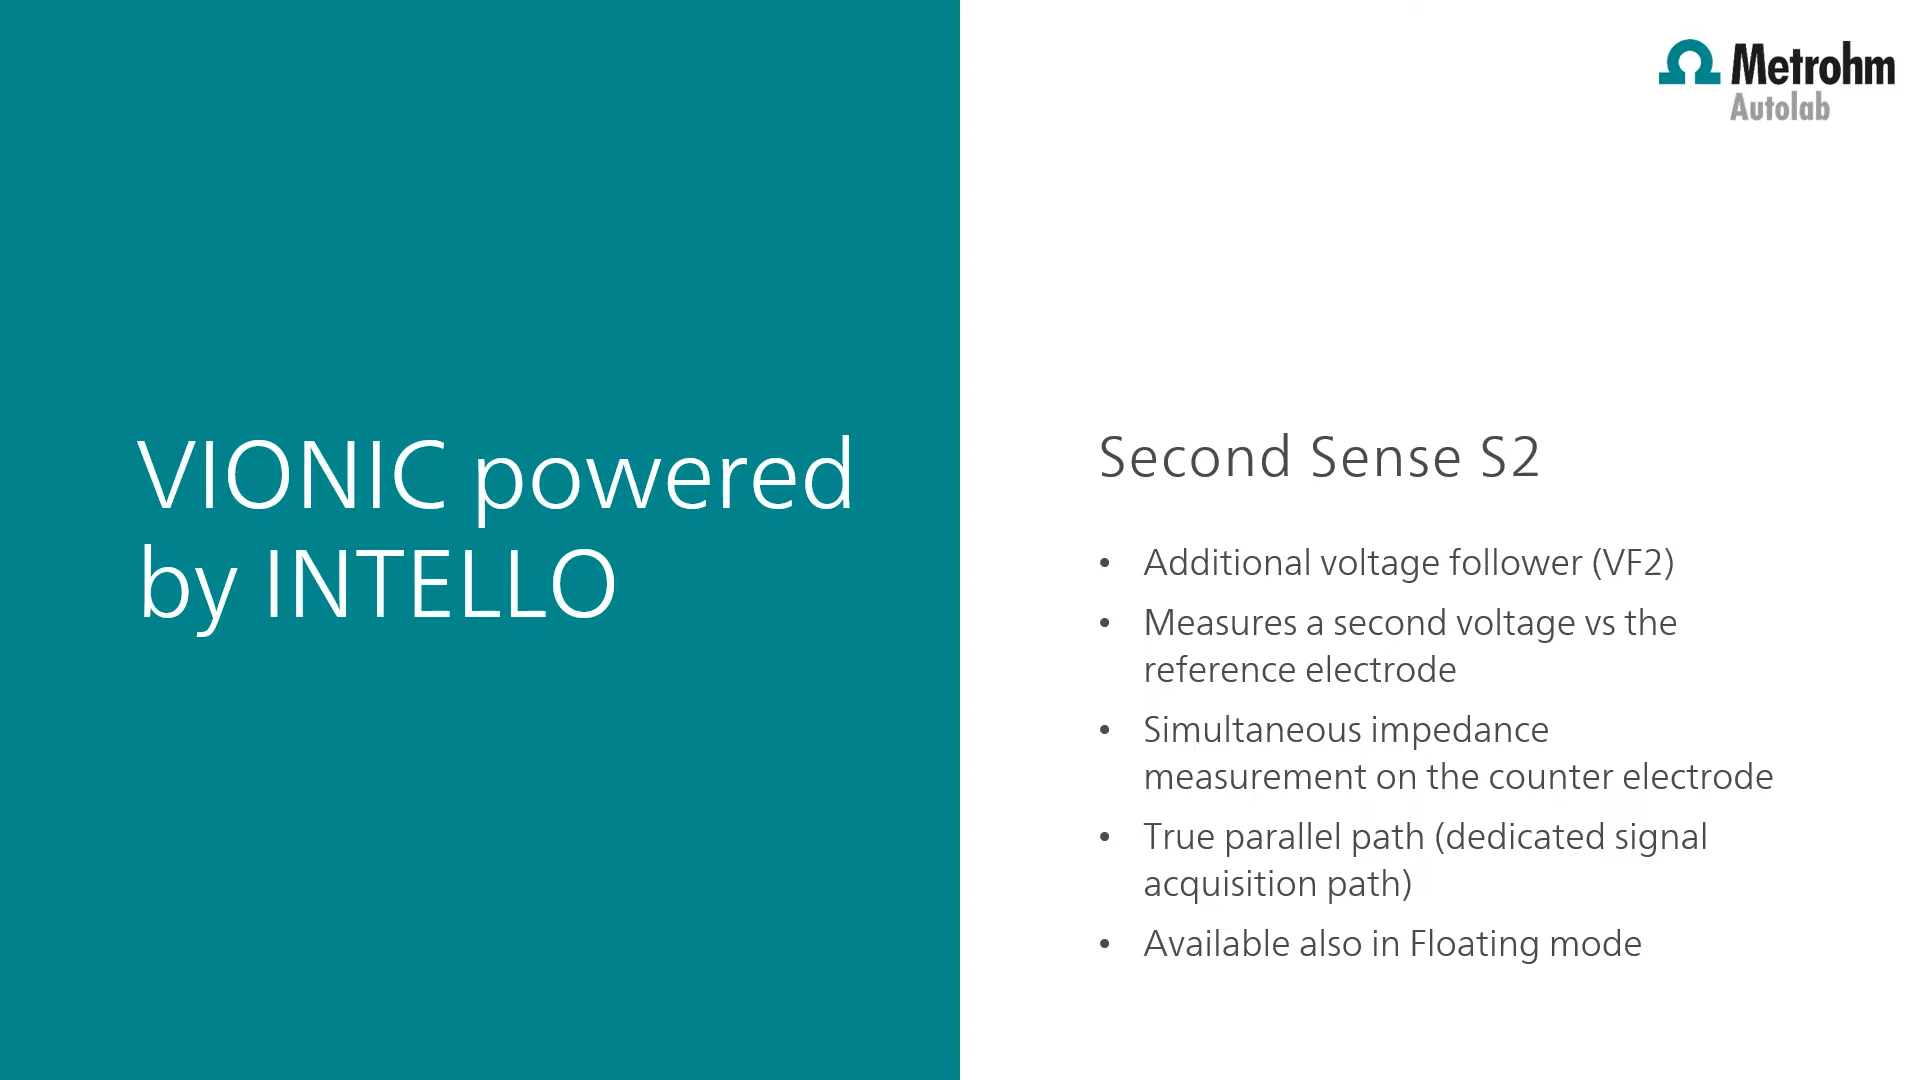 VIONIC powered
by INTELLO
Metrohm
Autolab
Second Sense S2
• Additional voltage follower (VF2)
• Measures a second voltage vs the
reference electrode
• Simultaneous impedance
measurement on the counter electrode
• True parallel path (dedicated signal
acquisition path)
• Available also in Floating mode